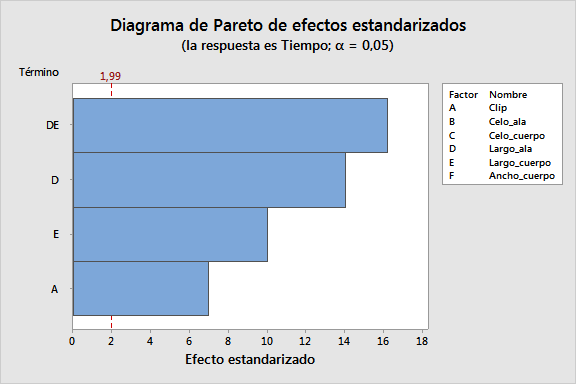 Diagrama de Pareto de efectos estandarizados
(la respuesta es Tiempo; α = 0,05)
Término
1,99
DE
D
E
A
0 2 4 6 8 10 12 14 16 18
Efecto estandarizado
Factor Nombre
A Clip
B Celo_ala
C Celo_cuerpo
D Largo_ala
E Largo_cuerpo
F Ancho_cuerpo